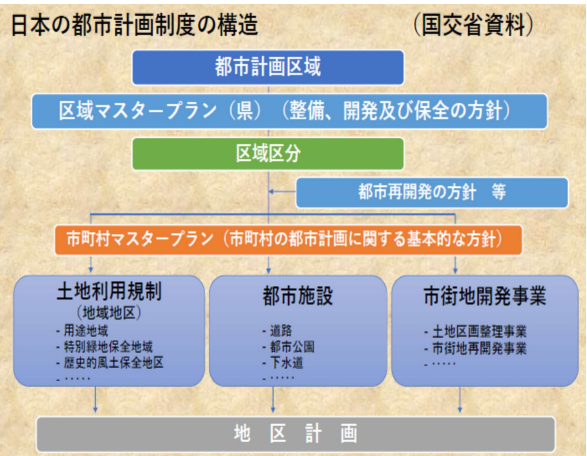 日本の都市計画制度の構造 （国交省資料）
都市計画区域
区域マスタープラン（県）（整備、開発及び保全の方針）
区域区分
都市再開発の方針 等
市町村マスタープラン（市町村の都市計画に関する基本的な方針）
土地利用規制
（地域地区）
- 用途地域
- 特別緑地保全地域
- 歴史的風土保全地区
- ‥‥‥
都市施設
- 道路
- 都市公園
- 下水道
- ‥‥‥
市街地開発事業
- 土地区画整理事業
- 市街地再開発事業
- ‥‥‥
地 区 計 画